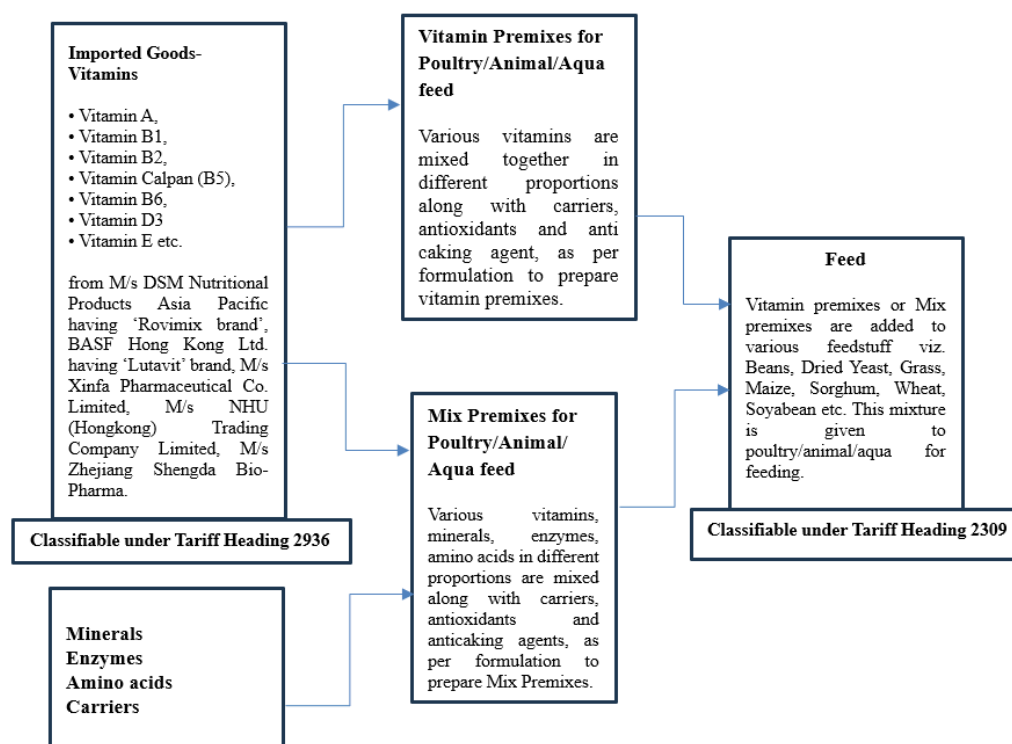 Imported Goods-
Vitamins
• Vitamin A,
• Vitamin B1,
• Vitamin B2,
• Vitamin Calpan (B5),
• Vitamin B6,
• Vitamin D3
• Vitamin E etc.
from M/s DSM Nutritional
Products Asia Pacific
having ‘Rovimix brand’,
BASF Hong Kong Ltd.
having ‘Lutavit’ brand, M/s
Xinfa Pharmaceutical Co.
Limited, M/s NHU
(Hongkong) Trading
Company Limited, M/s
Zhejiang Shengda Bio-
Pharma.
Classifiable under Tariff Heading 2936
Minerals
Enzymes
Amino acids
Carriers
Vitamin Premixes for
Poultry/Animal/Aqua
feed
Various vitamins are
mixed together in
different proportions
along with carriers,
antioxidants and anti
caking agent, as per
formulation to prepare
vitamin premixes.
Mix Premixes for
Poultry/Animal/
Aqua feed
Various vitamins,
minerals, enzymes,
amino acids in different
proportions are mixed
along with carriers,
antioxidants and
anticaking agents, as
per formulation to
prepare Mix Premixes.
Feed
Vitamin premixes or Mix
premixes are added to
various feedstuff viz.
Beans, Dried Yeast, Grass,
Maize, Sorghum, Wheat,
Soyabean etc. This mixture
is given to
poultry/animal/aqua for
feeding.
Classifiable under Tariff Heading 2309